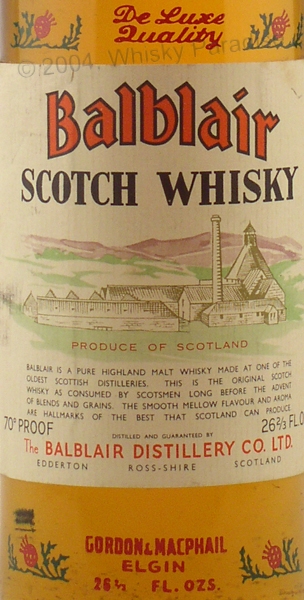 De Luxe
Quality
© 2004. Whisky Para
Balblair
SCOTCH WHISKY
PRODUCE OF SCOTLAND
BALBLAIR IS A PURE HIGHLAND MALT WHISKY MADE AT ONE OF THE
OLDEST SCOTTISH DISTILLERIES. THIS IS THE ORIGINAL SCOTCH
WHISKY AS CONSUMED BY SCOTSMEN LONG BEFORE THE ADVENT
OF BLENDS AND GRAINS. THE SMOOTH MELLOW FLAVOUR AND AROMA
ARE HALLMARKS OF THE BEST THAT SCOTLAND CAN PRODUCE.
70° PROOF
26⅔ FL.O
DISTILLED AND GUARANTEED BY
The BALBLAIR DISTILLERY CO. LTD.
EDDERTON ROSS-SHIRE SCOTLAND
GORDON & MACPHAIL
ELGIN
26⅔ FL. OZS.